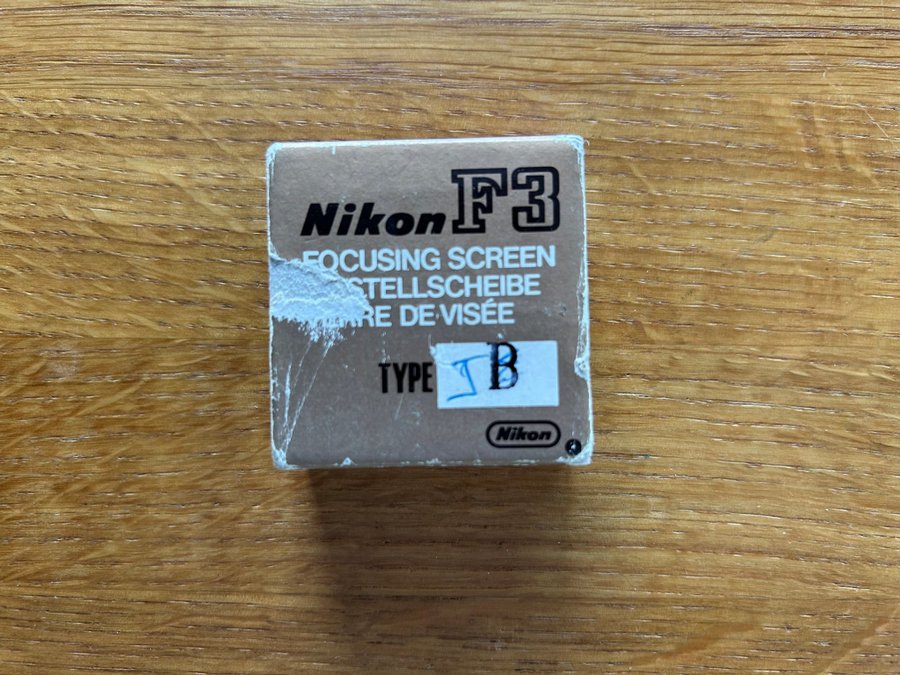 Nikon F3
FOCUSING SCREEN
STELLSCHEIBE
RE DE VISÉE
TYPE B
Nikon